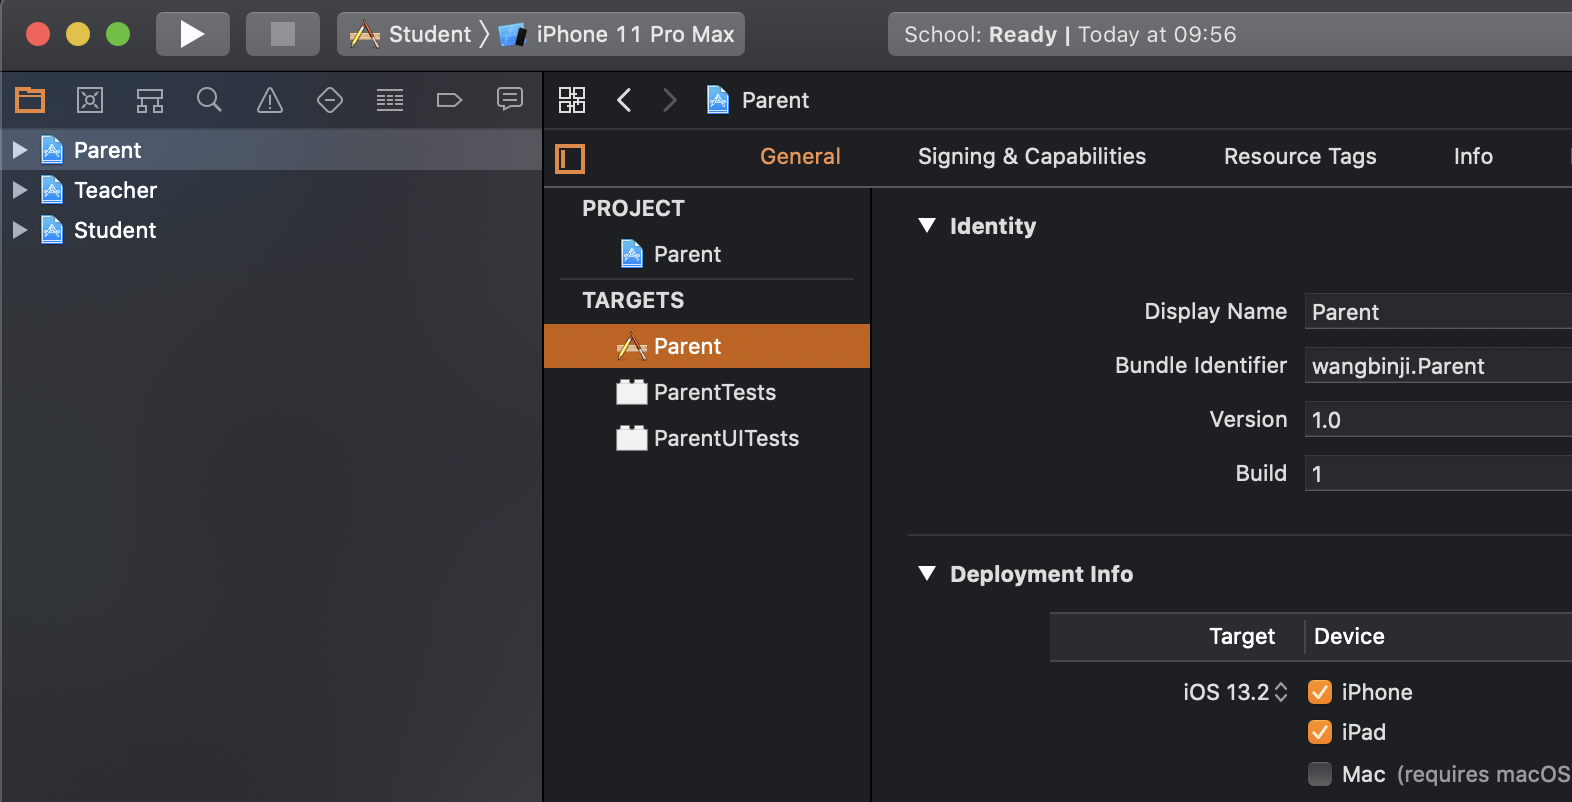 Student 〉 iPhone 11 Pro Max
School: Ready | Today at 09:56
Parent
Teacher
Student
Parent
General
Signing & Capabilities
Resource Tags
Info
PROJECT
Parent
TARGETS
Parent
ParentTests
ParentUITests
Identity
Display Name Parent
Bundle Identifier wangbinji.Parent
Version 1.0
Build 1
Deployment Info
Target Device
iOS 13.2 iPhone
iPad
Mac (requires macOS